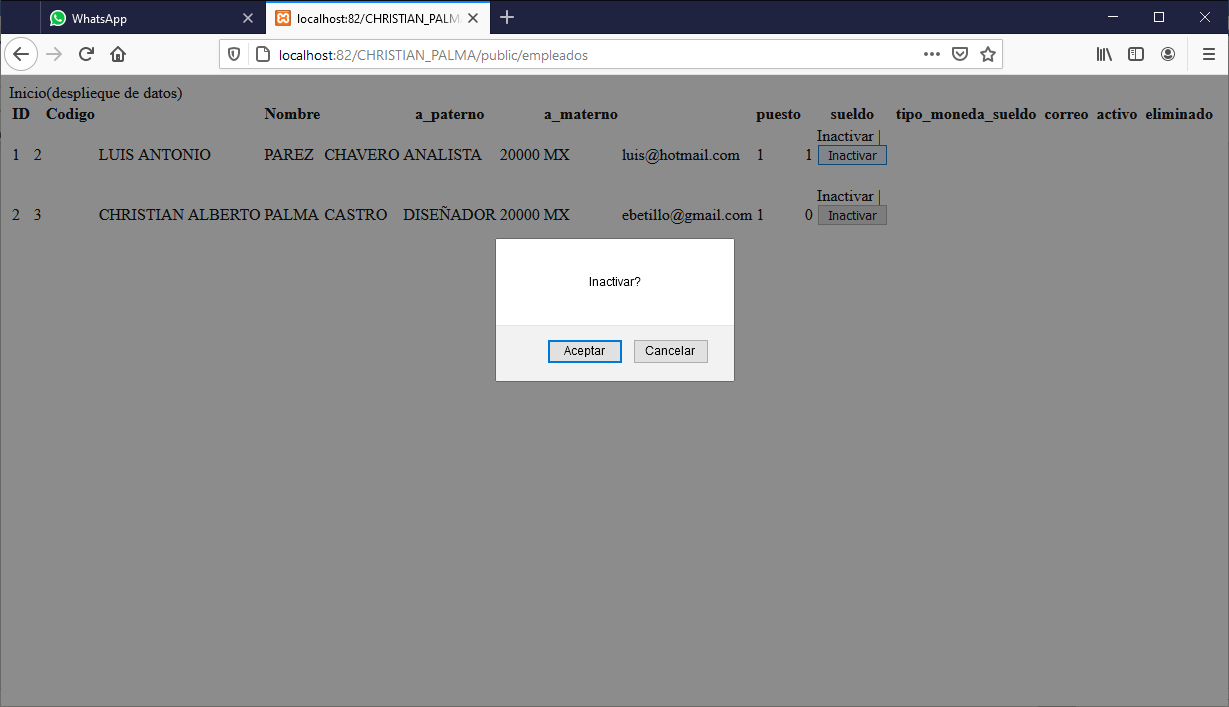 WhatsApp
localhost:82/CHRISTIAN_PALMA
localhost:82/CHRISTIAN_PALMA/public/empleados
Inicio(desplieque de datos)
ID Codigo Nombre a_paterno a_materno puesto sueldo tipo_moneda_sueldo correo activo eliminado
Inactivar |
1 2 LUIS ANTONIO PAREZ CHAVERO ANALISTA 20000 MX luis@hotmail.com 1 1 Inactivar
Inactivar |
2 3 CHRISTIAN ALBERTO PALMA CASTRO DISEÑADOR 20000 MX ebetillo@gmail.com 1 0 Inactivar
Inactivar?
Aceptar Cancelar